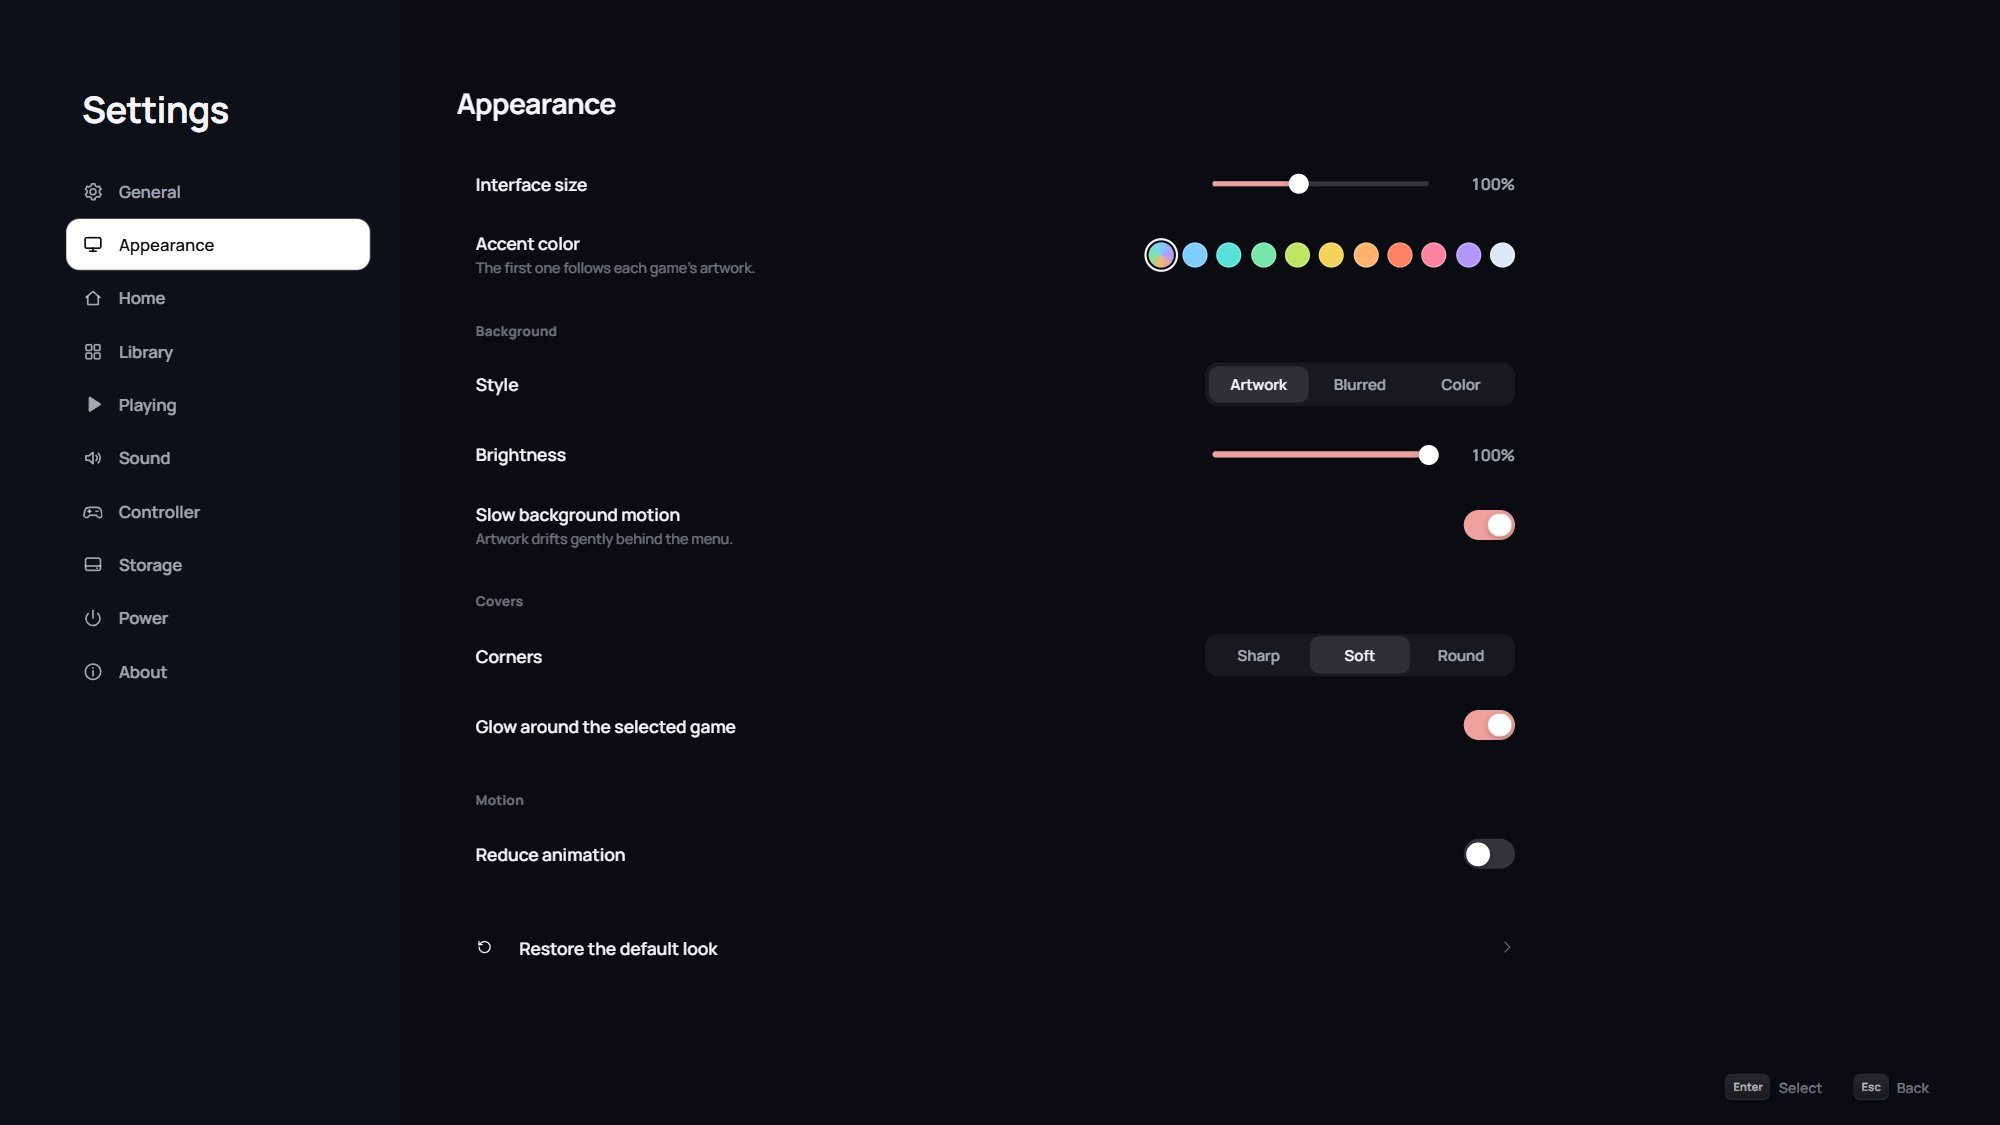 Settings
General
Appearance
Home
Library
Playing
Sound
Controller
Storage
Power
About
Appearance
Interface size
100%
Accent color
The first one follows each game's artwork.
Background
Style
Artwork Blurred Color
Brightness
100%
Slow background motion
Artwork drifts gently behind the menu.
Covers
Corners
Sharp Soft Round
Glow around the selected game
Motion
Reduce animation
Restore the default look
Enter Select Esc Back